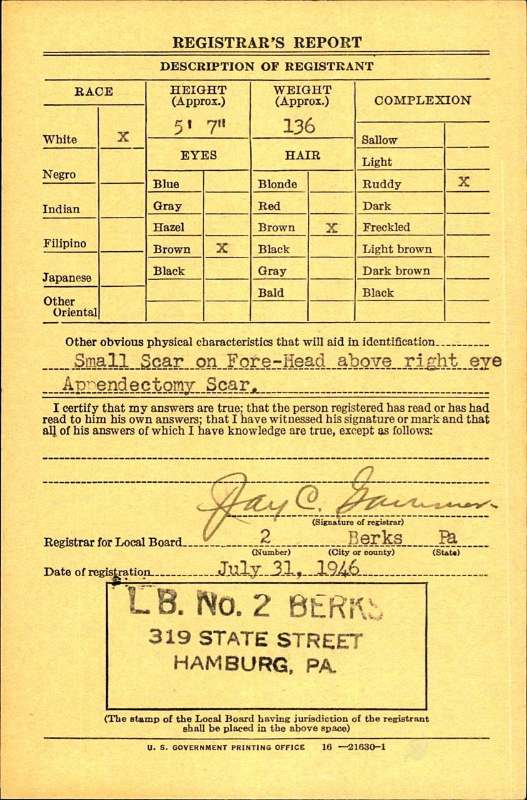 REGISTRAR'S REPORT
DESCRIPTION OF REGISTRANT
RACE
HEIGHT
(Approx.)
WEIGHT
(Approx.)
COMPLEXION
5' 7"
136
White X
EYES
HAIR
Sallow
Light
Negro
Blue
Blonde
Ruddy X
Indian
Gray
Red
Dark
Hazel
Brown X
Freckled
Filipino
Brown X
Black
Light brown
Japanese
Black
Gray
Dark brown
Other
Oriental
Bald
Black
Other obvious physical characteristics that will aid in identification
Small Scar on Fore-Head above right eye
Appendectomy Scar.
I certify that my answers are true; that the person registered has read or has had
read to him his own answers; that I have witnessed his signature or mark and that
all of his answers of which I have knowledge are true, except as follows:
Jay C.
(Signature of registrar)
Registrar for Local Board 2 Berks Pa
(Number) (City or county) (State)
Date of registration July 31, 1946
L B. No. 2 BERKS
319 STATE STREET
HAMBURG, PA.
(The stamp of the Local Board having jurisdiction of the registrant
shall be placed in the above space)
U. S. GOVERNMENT PRINTING OFFICE 16—21630-1